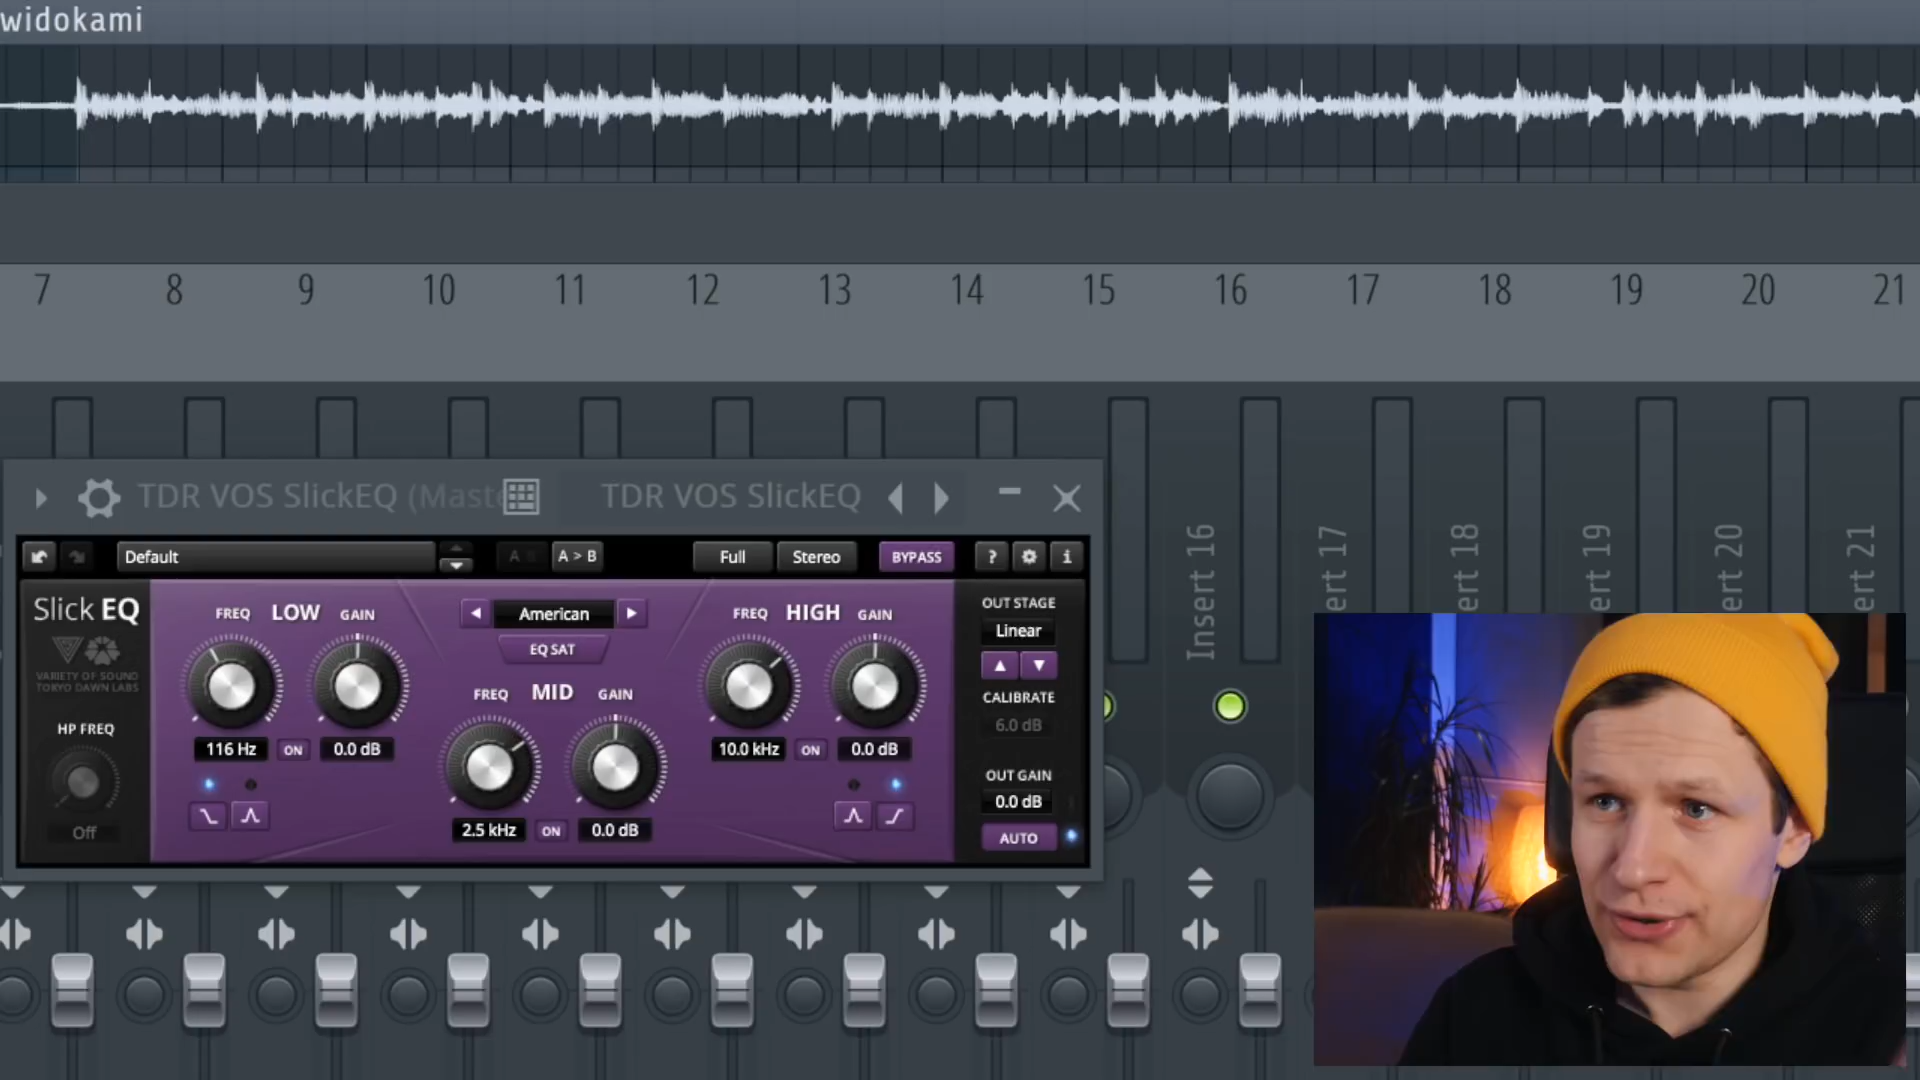 widokami
7 8 9 10 11 12 13 14 15 16 17 18 19 20 21
TDR VOS SlickEQ (Maste
TDR VOS SlickEQ
Default
A
A > B
Full
Stereo
BYPASS
?
i
Slick EQ
VARIETY OF SOUND
TOKYO DAWN LABS
HP FREQ
Off
FREQ LOW GAIN
116 Hz ON 0.0 dB
American
EQ SAT
FREQ MID GAIN
2.5 kHz ON 0.0 dB
FREQ HIGH GAIN
10.0 kHz ON 0.0 dB
OUT STAGE
Linear
CALIBRATE
6.0 dB
OUT GAIN
0.0 dB
AUTO
Insert 16
ert 17
ert 18
ert 19
ert 20
ert 21